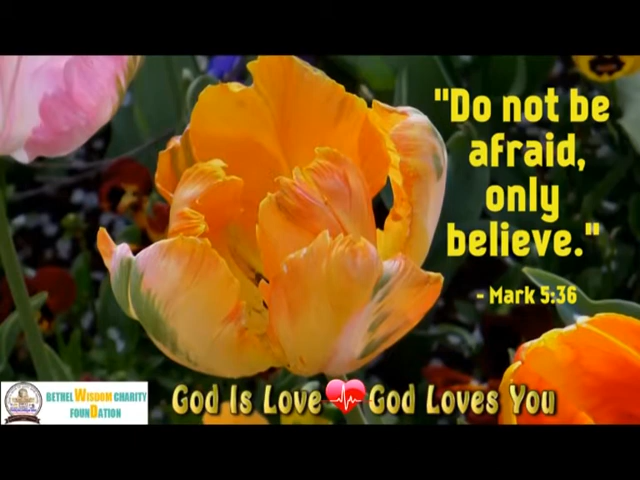 "Do not be
afraid,
only
believe."
- Mark 5:36
BETHEL WISDOM CHARITY
FOUNDATION
God Is Love God Loves You